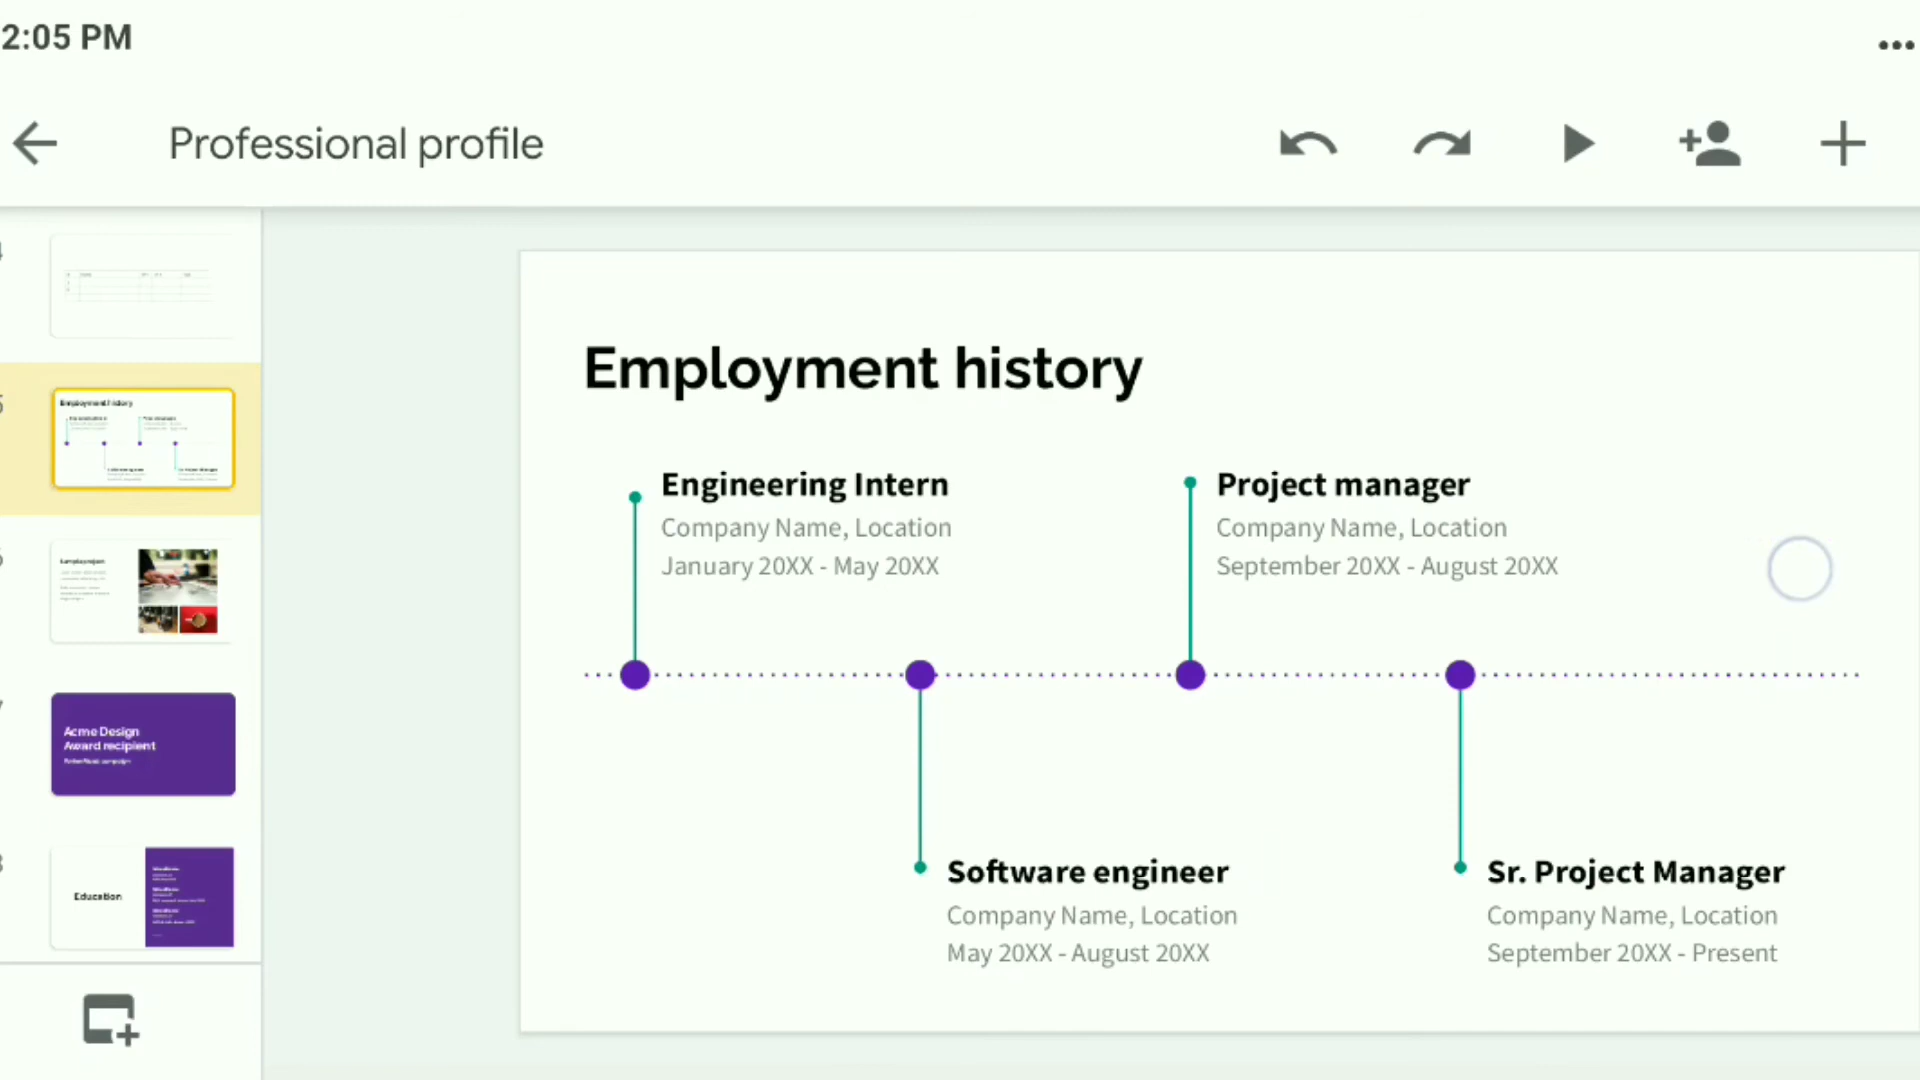 2:05 PM
Professional profile
Employment history
Engineering Intern
Company Name, Location
January 20XX - May 20XX
Project manager
Company Name, Location
September 20XX - August 20XX
Software engineer
Company Name, Location
May 20XX - August 20XX
Sr. Project Manager
Company Name, Location
September 20XX - Present
Employment history
Acme Design
Award recipient
Education